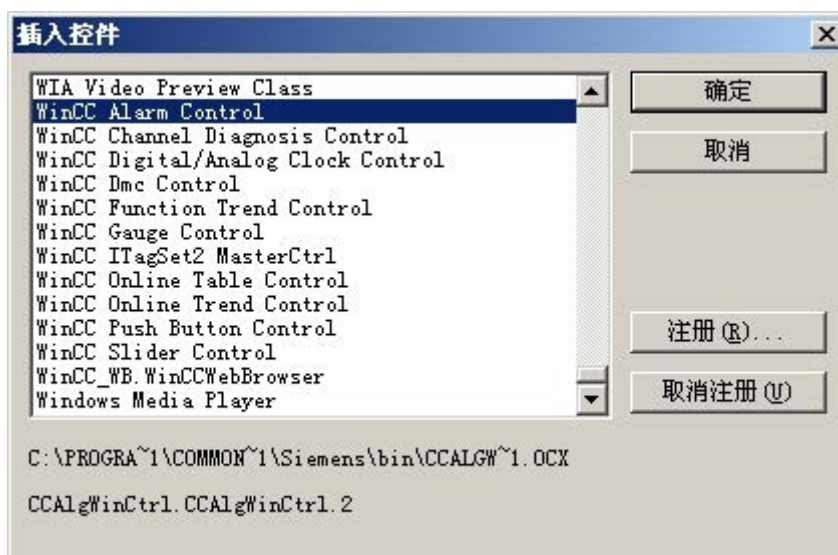 插入控件
WIA Video Preview Class
WinCC Alarm Control
WinCC Channel Diagnosis Control
WinCC Digital/Analog Clock Control
WinCC Dmc Control
WinCC Function Trend Control
WinCC Gauge Control
WinCC ITagSet2 MasterCtrl
WinCC Online Table Control
WinCC Online Trend Control
WinCC Push Button Control
WinCC Slider Control
WinCC_WB.WinCCWebBrowser
Windows Media Player
确定
取消
注册(R)...
取消注册(U)
C:\PROGRA~1\COMMON~1\Siemens\bin\CCALGW~1.OCX
CCAlgWinCtrl.CCAlgWinCtrl.2